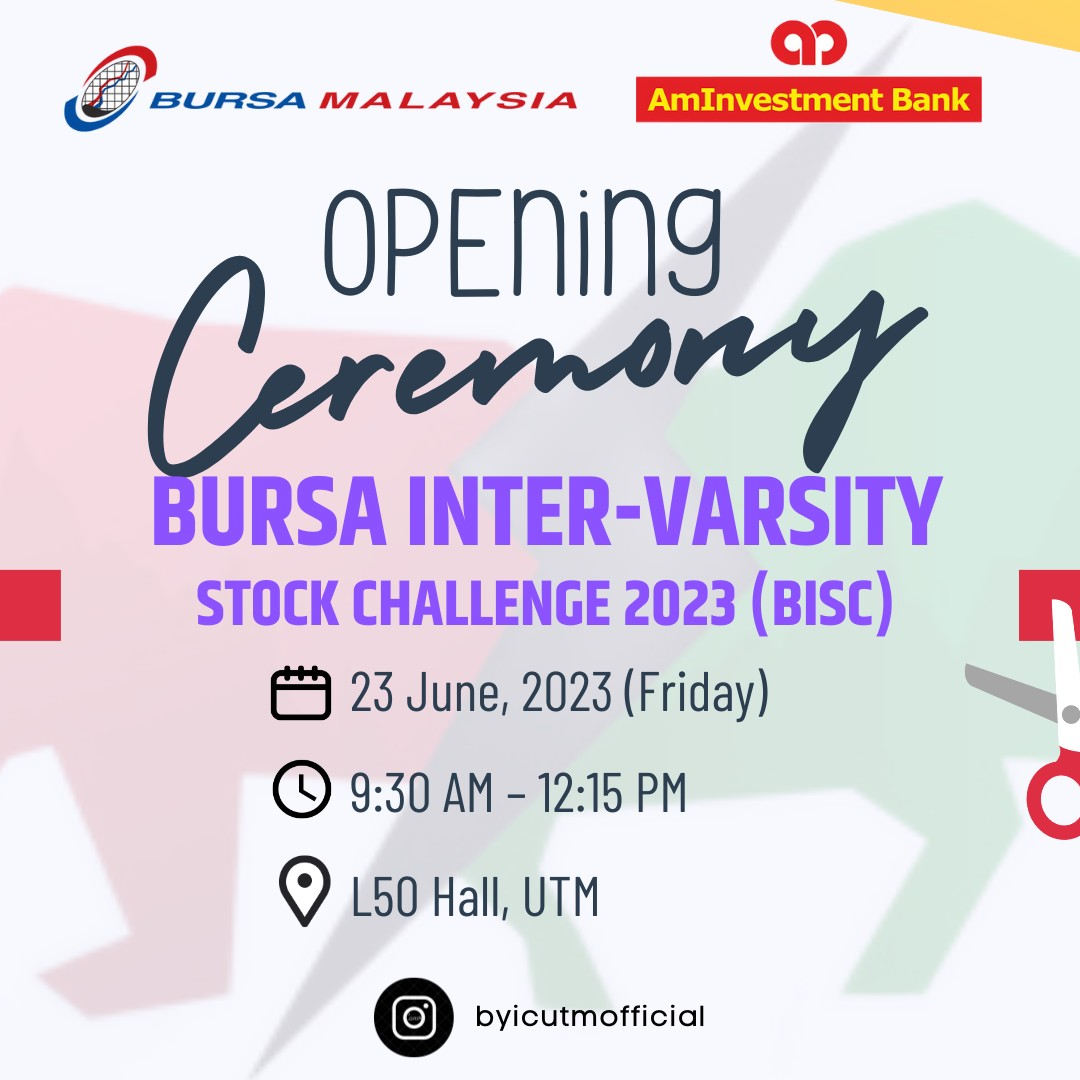 BURSA MALAYSIA
AmInvestment Bank
OPEning
Ceremony
BURSA INTER-VARSITY
STOCK CHALLENGE 2023 (BISC)
23 June, 2023 (Friday)
9:30 AM – 12:15 PM
L50 Hall, UTM
byicutmofficial